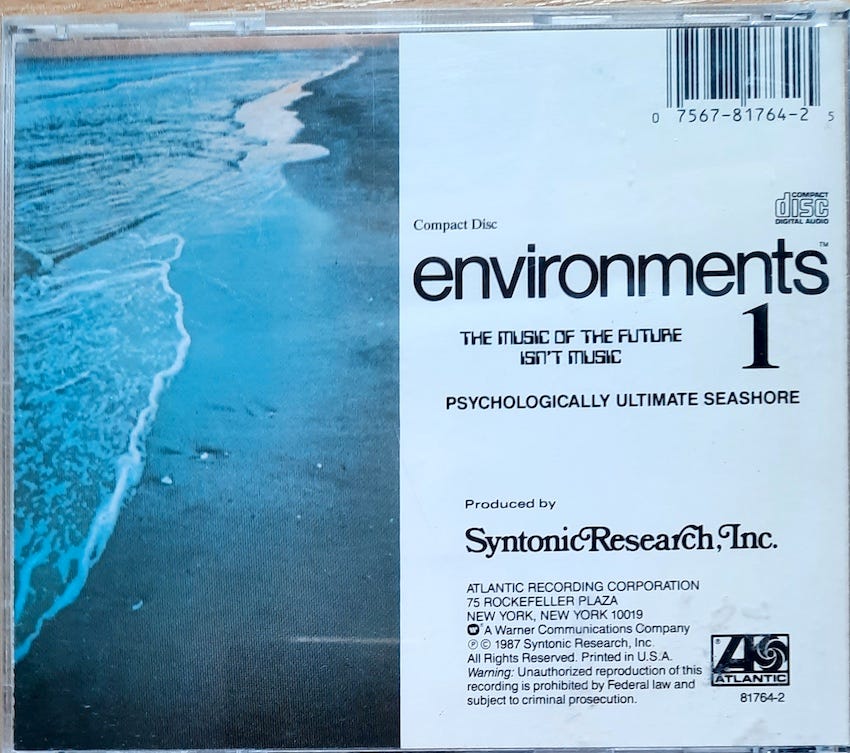 0 7567-81764-2 5
COMPACT
disc
DIGITAL AUDIO
Compact Disc
environments™
THE MUSIC OF THE FUTURE
ISN'T MUSIC
1
PSYCHOLOGICALLY ULTIMATE SEASHORE
Produced by
Syntonic Research, Inc.
ATLANTIC RECORDING CORPORATION
75 ROCKEFELLER PLAZA
NEW YORK, NEW YORK 10019
A Warner Communications Company
℗ © 1987 Syntonic Research, Inc.
All Rights Reserved. Printed in U.S.A.
Warning: Unauthorized reproduction of this
recording is prohibited by Federal law and
subject to criminal prosecution.
ATLANTIC
81764-2